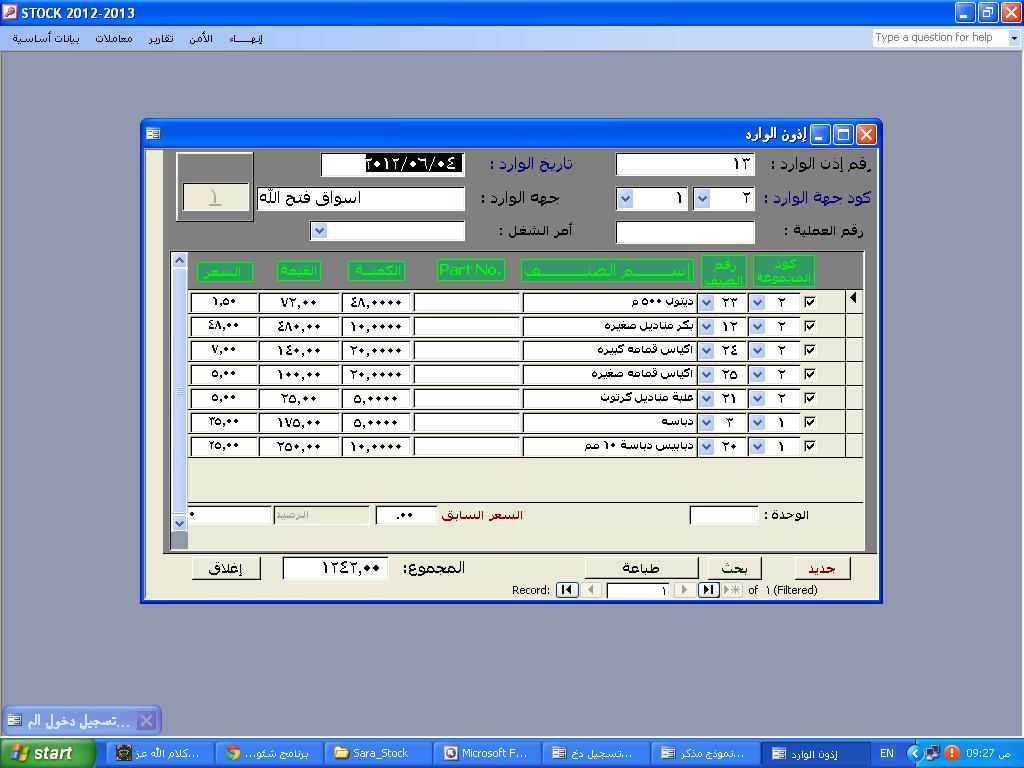 STOCK 2012-2013
بيانات أساسية معاملات تقارير الأمن إنهـــاء
Type a question for help
إذون الوارد
رقم إذن الوارد : ١٣ تاريخ الوارد : ٢٠١٢/٠٦/٠٤
كود جهة الوارد : ٢ ١ جهه الوارد : اسواق فتح الله ١
رقم العملية : أمر الشغل :
كود المجموعة رقم الصنف إســـم الصنـــف Part No. الكميـة القيمة السعر
٢ ٢٢ ديتول ٥٠٠ م ٤٨,٠٠٠٠ ٧٢,٠٠ ١,٥٠
٢ ١٢ بكر مناديل صغيره ١٠,٠٠٠٠ ٤٨٠,٠٠ ٤٨,٠٠
٢ ٢٤ اكياس قمامه كبيره ٢٠,٠٠٠٠ ١٤٠,٠٠ ٧,٠٠
٢ ٢٥ اكياس قمامه صغيره ٢٠,٠٠٠٠ ١٠٠,٠٠ ٥,٠٠
٢ ٢١ علبة مناديل كرتون ٥,٠٠٠٠ ٢٥,٠٠ ٥,٠٠
١ ٣ دباسه ٥,٠٠٠٠ ١٧٥,٠٠ ٣٥,٠٠
١ ٢٠ دبابيس دباسة ١٠ مم ١٠,٠٠٠٠ ٢٥٠,٠٠ ٢٥,٠٠
الوحدة : السعر السابق .٠٠ الرصيد ٠
جديد بحث طباعة المجموع: ١٢٤٢,٠٠ إغلاق
Record: ١ of ١ (Filtered)
تسجيل دخول الم...
start كلام الله عز... برنامج شئو... Sara_Stock Microsoft F... تسجيل دخ... نموذج مذكر... إذون الوارد EN 09:27 ص